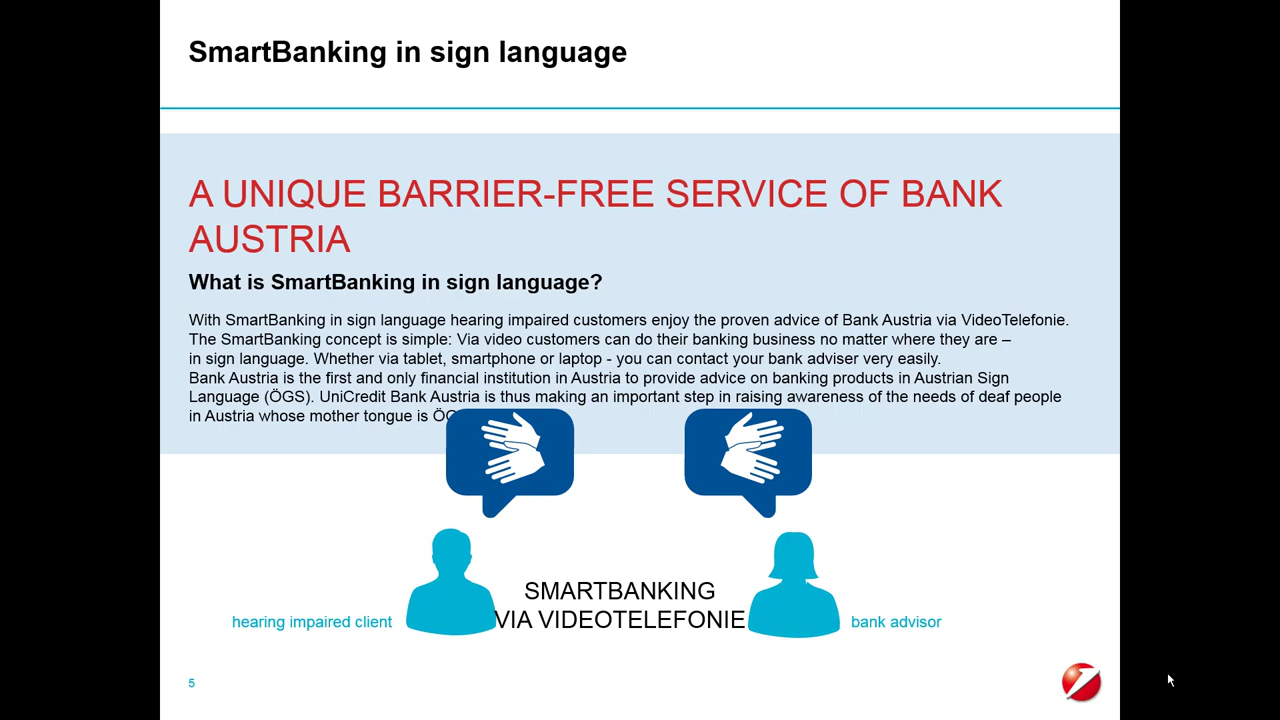 SmartBanking in sign language
A UNIQUE BARRIER-FREE SERVICE OF BANK
AUSTRIA
What is SmartBanking in sign language?
With SmartBanking in sign language hearing impaired customers enjoy the proven advice of Bank Austria via VideoTelefonie.
The SmartBanking concept is simple: Via video customers can do their banking business no matter where they are –
in sign language. Whether via tablet, smartphone or laptop - you can contact your bank adviser very easily.
Bank Austria is the first and only financial institution in Austria to provide advice on banking products in Austrian Sign
Language (ÖGS). UniCredit Bank Austria is thus making an important step in raising awareness of the needs of deaf people
in Austria whose mother tongue is
SMARTBANKING
VIA VIDEOTELEFONIE
hearing impaired client
bank advisor
5